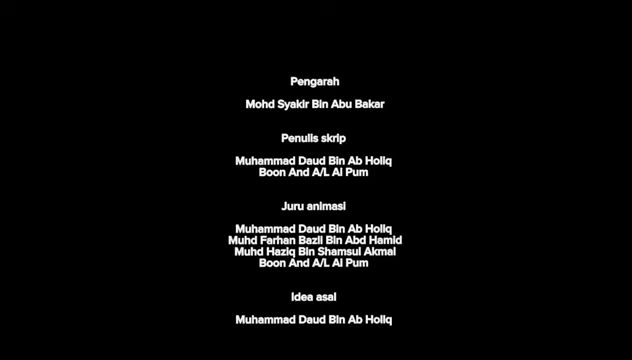 Pengarah
Mohd Syakir Bin Abu Bakar
Penulis skrip
Muhammad Daud Bin Ab Holiq
Boon And A/L Ai Pum
Juru animasi
Muhammad Daud Bin Ab Holiq
Muhd Farhan Bazli Bin Abd Hamid
Muhd Haziq Bin Shamsul Akmal
Boon And A/L Ai Pum
Idea asal
Muhammad Daud Bin Ab Holiq